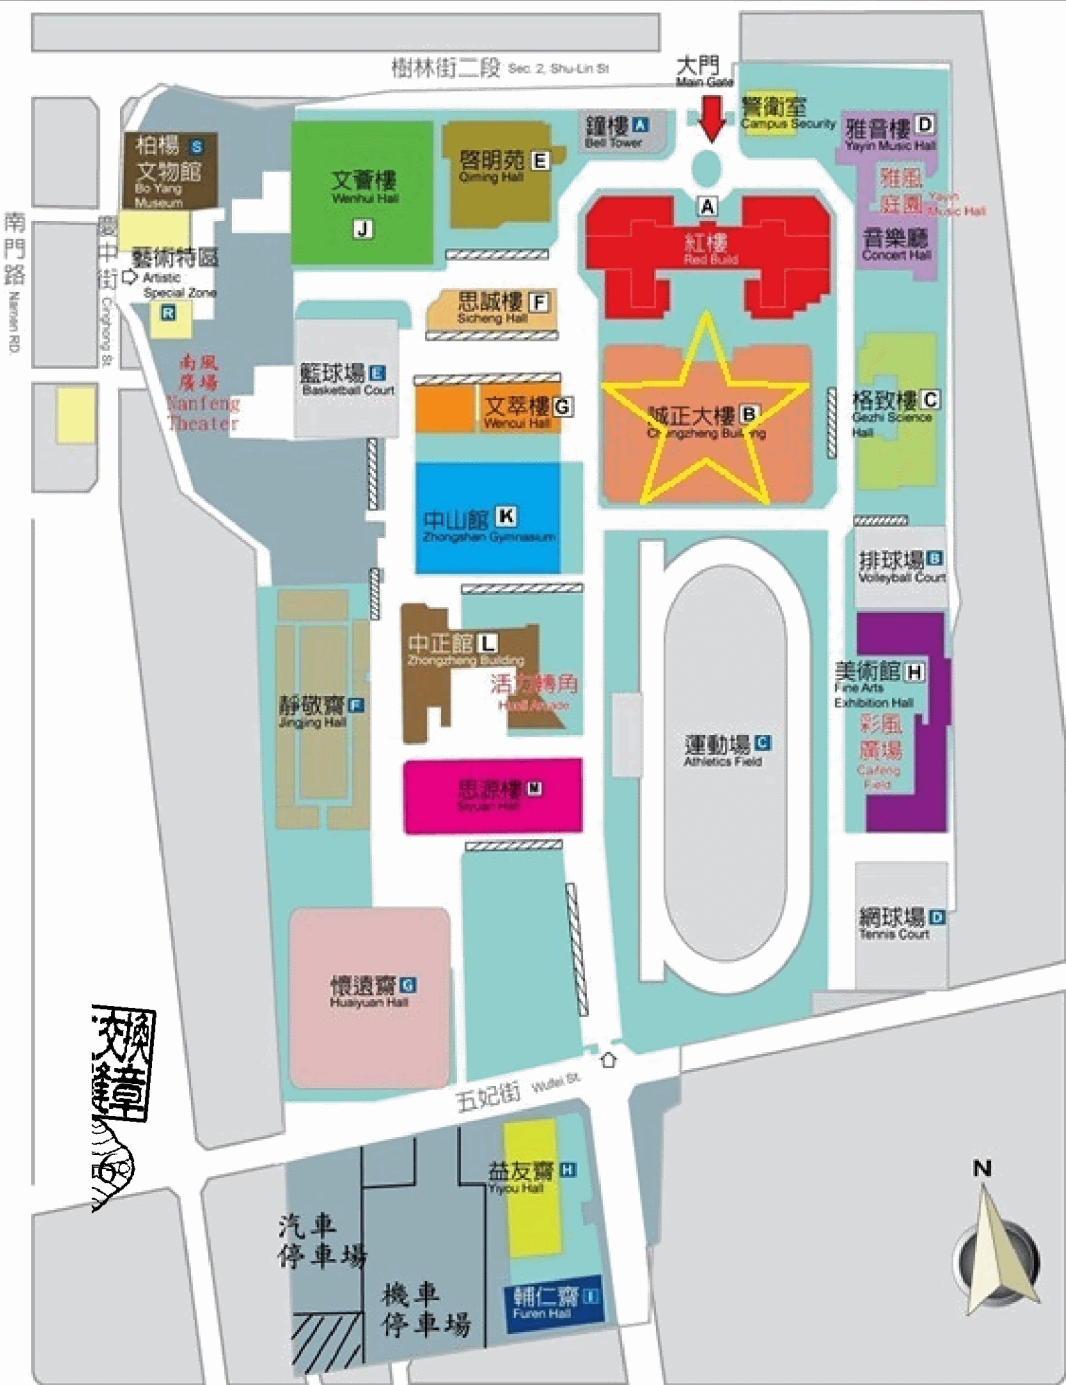 樹林街二段 Sec. 2, Shu-Lin St
大門
Main Gate
警衛室
Campus Security
鐘樓 A
Bell Tower
雅音樓 D
Yayin Music Hall
雅風
庭園 Yayin
Music Hall
音樂廳
Concert Hall
柏楊 S
文物館
Bo Yang
Museum
文薈樓
Wenhui Hall
J
啓明苑 E
Qiming Hall
A
紅樓
Red Build
南門路 Nanmen RD.
慶中街 Cinghong St.
藝術特區
Artistic
Special Zone
R
思誠樓 F
Sicheng Hall
南風
廣場
Nanfeng
Theater
籃球場 E
Basketball Court
文萃樓 G
Wencui Hall
誠正大樓 B
Chengzheng Building
格致樓 C
Gezhi Science
Hall
中山館 K
Zhongshan Gymnasium
排球場 B
Volleyball Court
中正館 L
Zhongzheng Building
活力轉角
Huoli Arcade
靜敬齋 F
Jingjing Hall
美術館 H
Fine Arts
Exhibition Hall
彩風
廣場
Caifeng
Field
運動場 C
Athletics Field
思源樓 M
Siyuan Hall
網球場 D
Tennis Court
懷遠齋 G
Huaiyuan Hall
五妃街 Wufei St.
益友齋 H
Yiyou Hall
汽車
停車場
機車
停車場
輔仁齋 I
Furen Hall
N